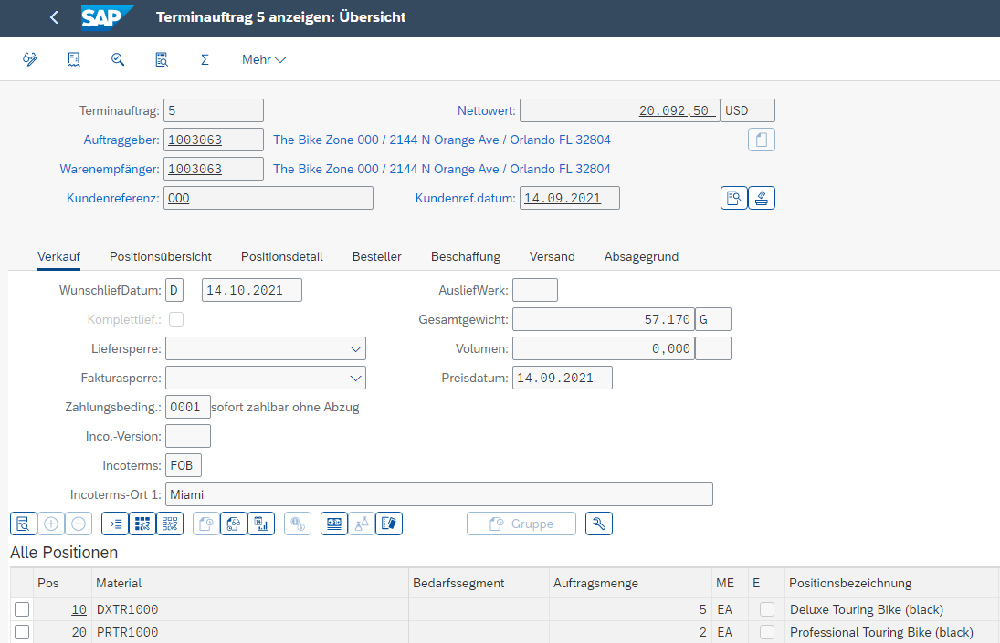 SAP Terminauftrag 5 anzeigen: Übersicht
Σ Mehr
Terminauftrag: 5 Nettowert: 20.092,50 USD
Auftraggeber: 1003063 The Bike Zone 000 / 2144 N Orange Ave / Orlando FL 32804
Warenempfänger: 1003063 The Bike Zone 000 / 2144 N Orange Ave / Orlando FL 32804
Kundenreferenz: 000 Kundenref.datum: 14.09.2021
Verkauf Positionsübersicht Positionsdetail Besteller Beschaffung Versand Absagegrund
WunschliefDatum: D 14.10.2021 AusliefWerk:
Komplettlief.: Gesamtgewicht: 57.170 G
Liefersperre: Volumen: 0,000
Fakturasperre: Preisdatum: 14.09.2021
Zahlungsbeding.: 0001 sofort zahlbar ohne Abzug
Inco.-Version:
Incoterms: FOB
Incoterms-Ort 1: Miami
Gruppe
Alle Positionen
Pos Material Bedarfssegment Auftragsmenge ME E Positionsbezeichnung
10 DXTR1000 5 EA Deluxe Touring Bike (black)
20 PRTR1000 2 EA Professional Touring Bike (black)